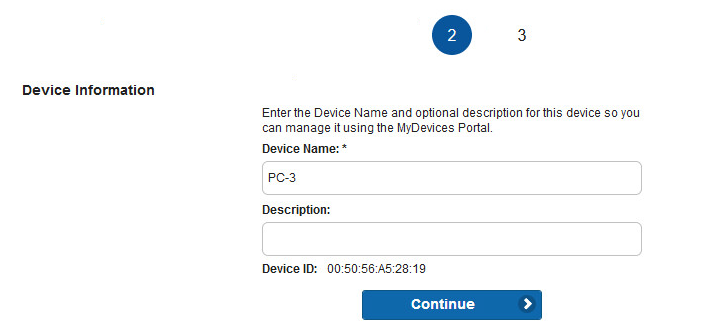 2 3
Device Information
Enter the Device Name and optional description for this device so you
can manage it using the MyDevices Portal.
Device Name: *
PC-3
Description:
Device ID: 00:50:56:A5:28:19
Continue